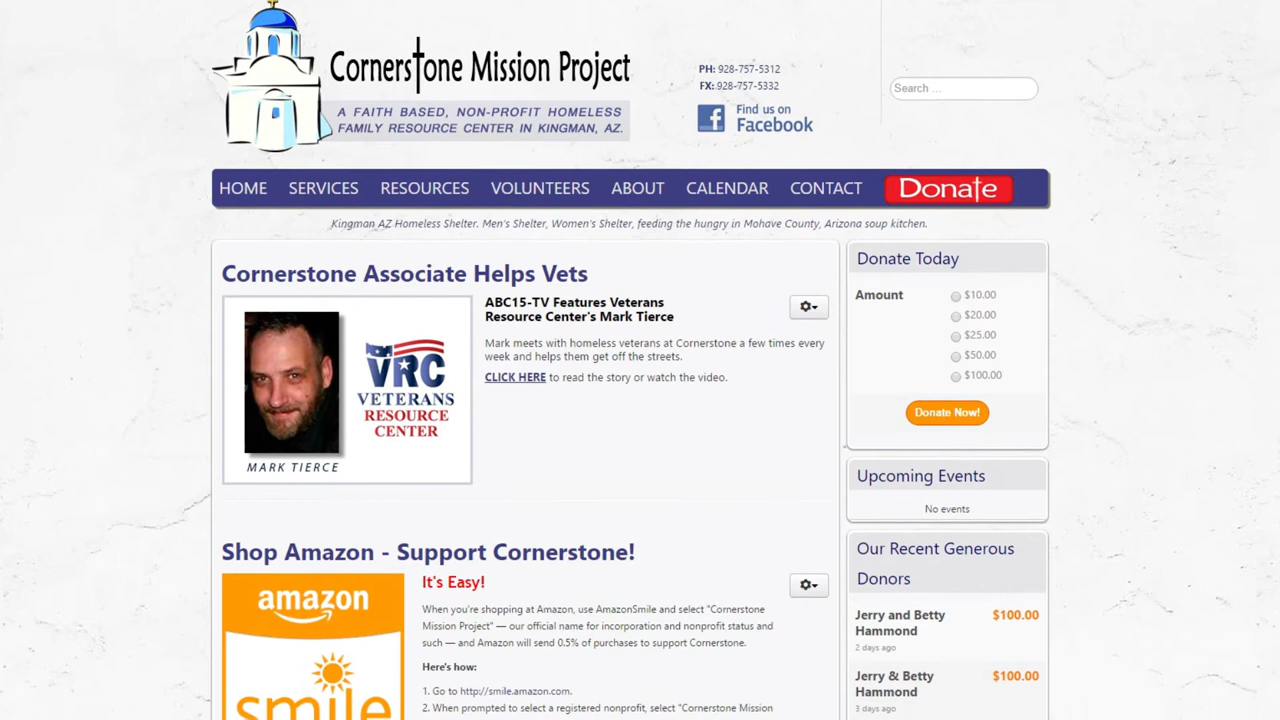 Cornerstone Mission Project
A FAITH BASED, NON-PROFIT HOMELESS
FAMILY RESOURCE CENTER IN KINGMAN, AZ.
PH: 928-757-5312
FX: 928-757-5332
Find us on
Facebook
Search ...
HOME SERVICES RESOURCES VOLUNTEERS ABOUT CALENDAR CONTACT Donate
Kingman AZ Homeless Shelter. Men's Shelter, Women's Shelter, feeding the hungry in Mohave County, Arizona soup kitchen.
Cornerstone Associate Helps Vets
VRC
VETERANS
RESOURCE
CENTER
MARK TIERCE
ABC15-TV Features Veterans
Resource Center's Mark Tierce
Mark meets with homeless veterans at Cornerstone a few times every
week and helps them get off the streets.
CLICK HERE to read the story or watch the video.
Shop Amazon - Support Cornerstone!
amazon
smile
It's Easy!
When you're shopping at Amazon, use AmazonSmile and select "Cornerstone
Mission Project" — our official name for incorporation and nonprofit status and
such — and Amazon will send 0.5% of purchases to support Cornerstone.
Here's how:
1. Go to http://smile.amazon.com.
2. When prompted to select a registered nonprofit, select "Cornerstone Mission
Donate Today
Amount
$10.00
$20.00
$25.00
$50.00
$100.00
Donate Now!
Upcoming Events
No events
Our Recent Generous
Donors
Jerry and Betty $100.00
Hammond
2 days ago
Jerry & Betty $100.00
Hammond
3 days ago